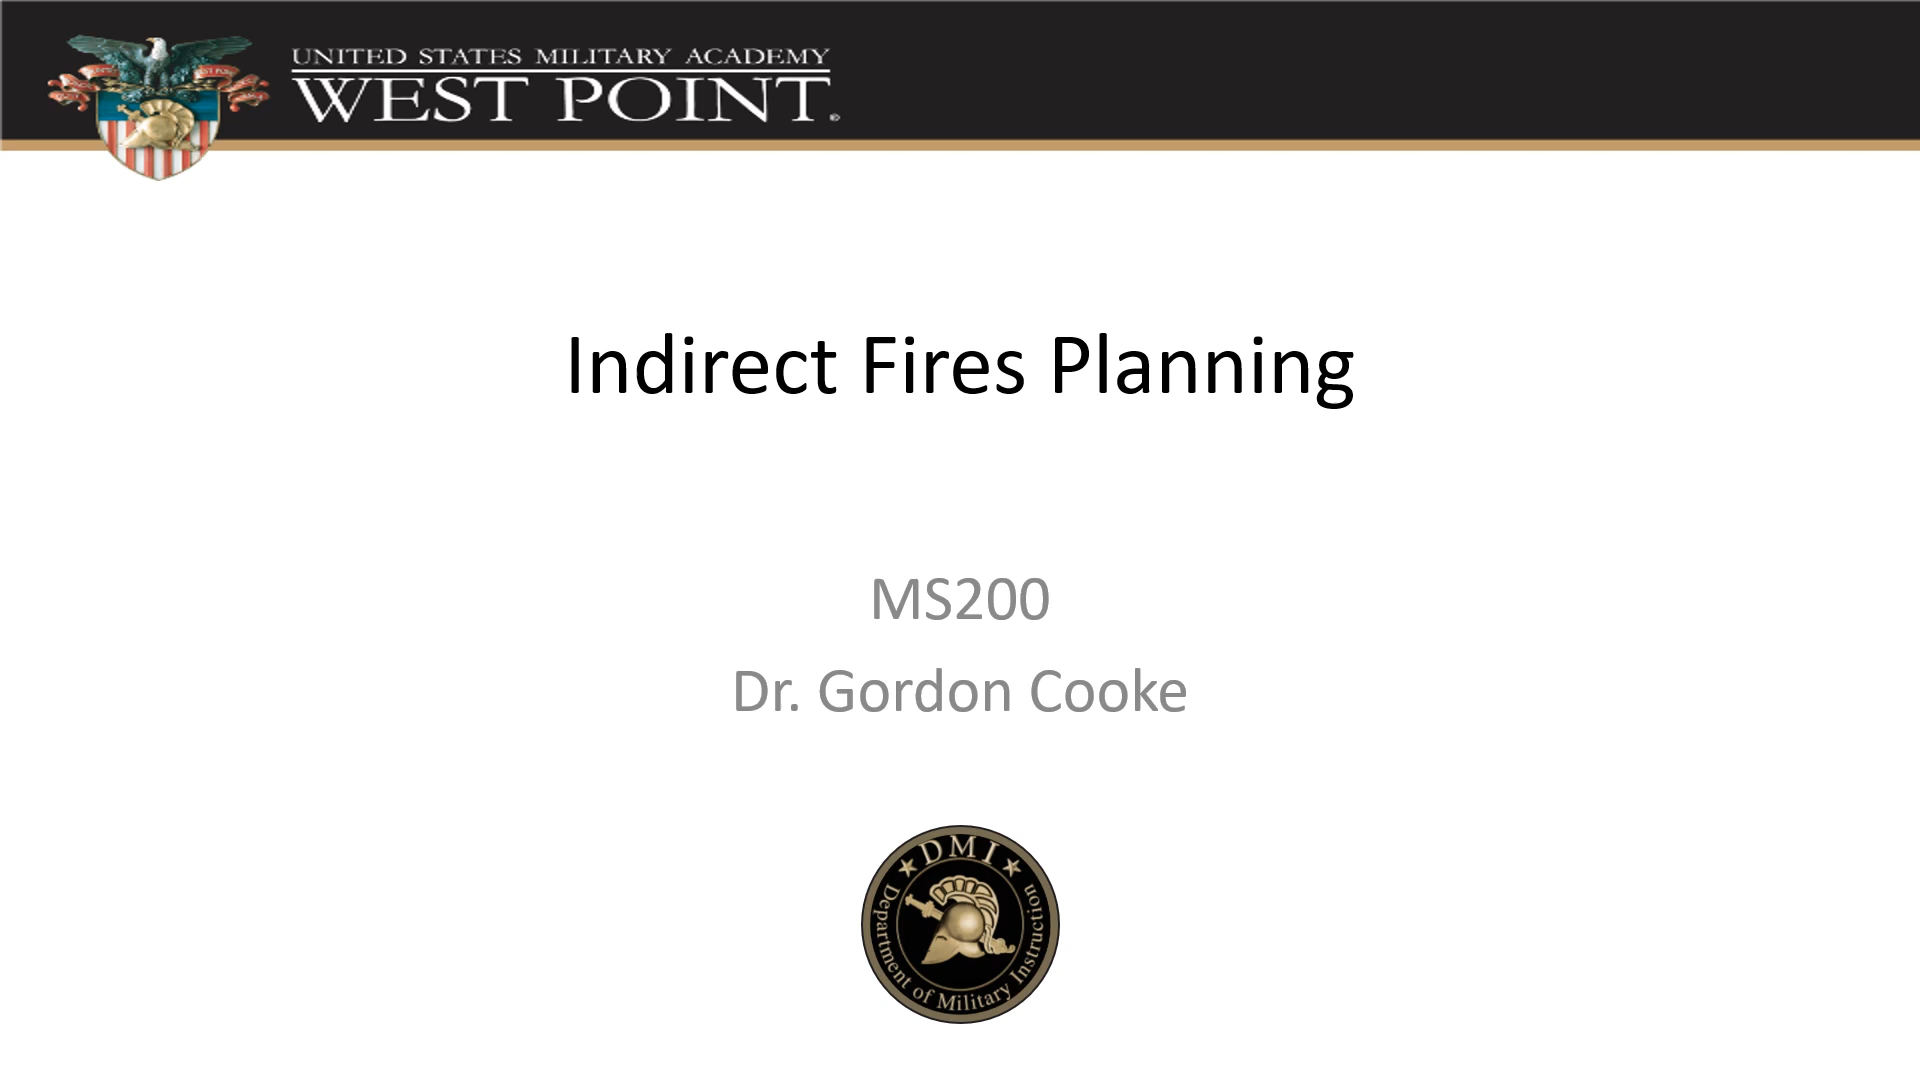 UNITED STATES MILITARY ACADEMY
WEST POINT®
Indirect Fires Planning
MS200
Dr. Gordon Cooke
★ DMI ★
Department of Military Instruction